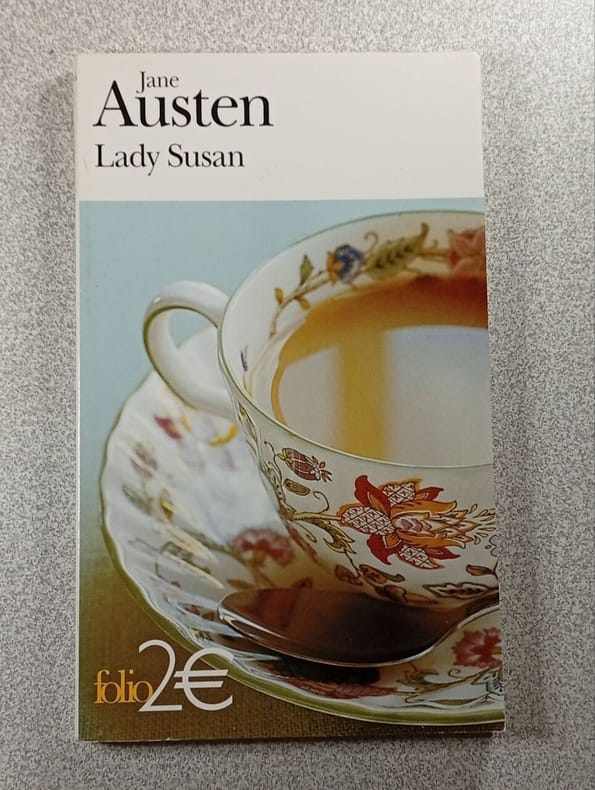 Jane
Austen
Lady Susan
folio2€